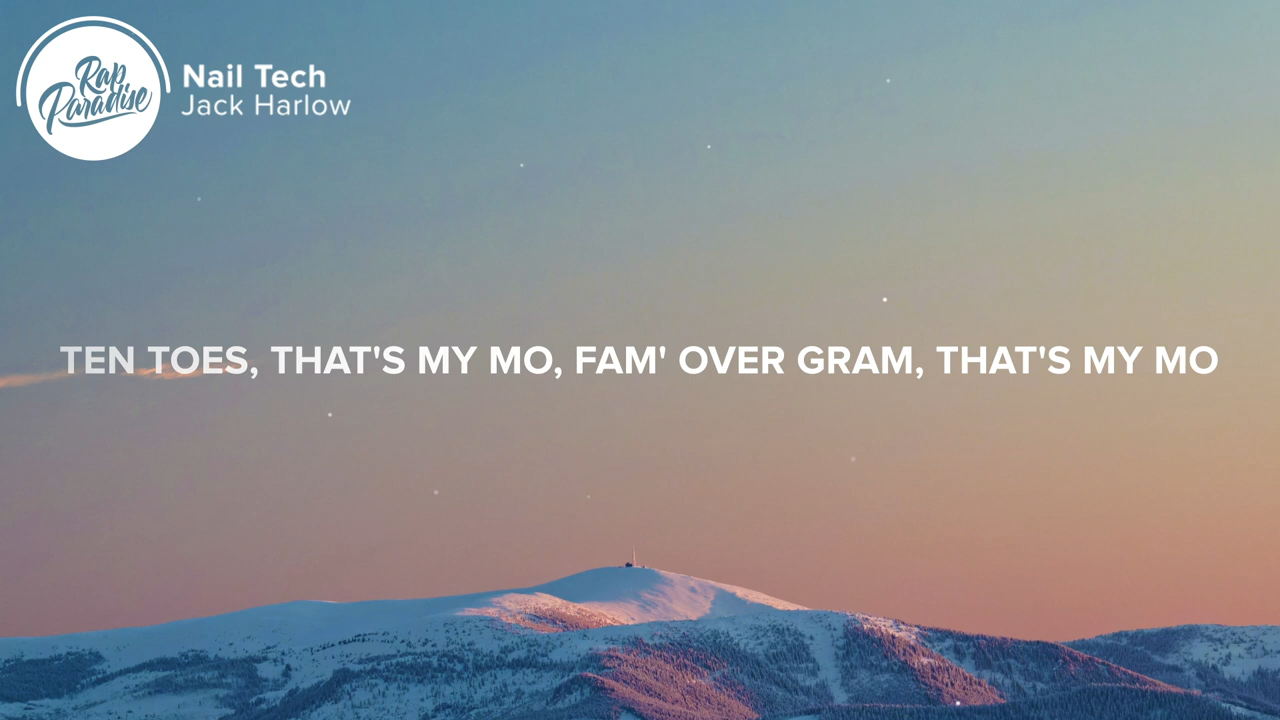 Rap
Paradise
Nail Tech
Jack Harlow
TEN TOES, THAT'S MY MO, FAM' OVER GRAM, THAT'S MY MO